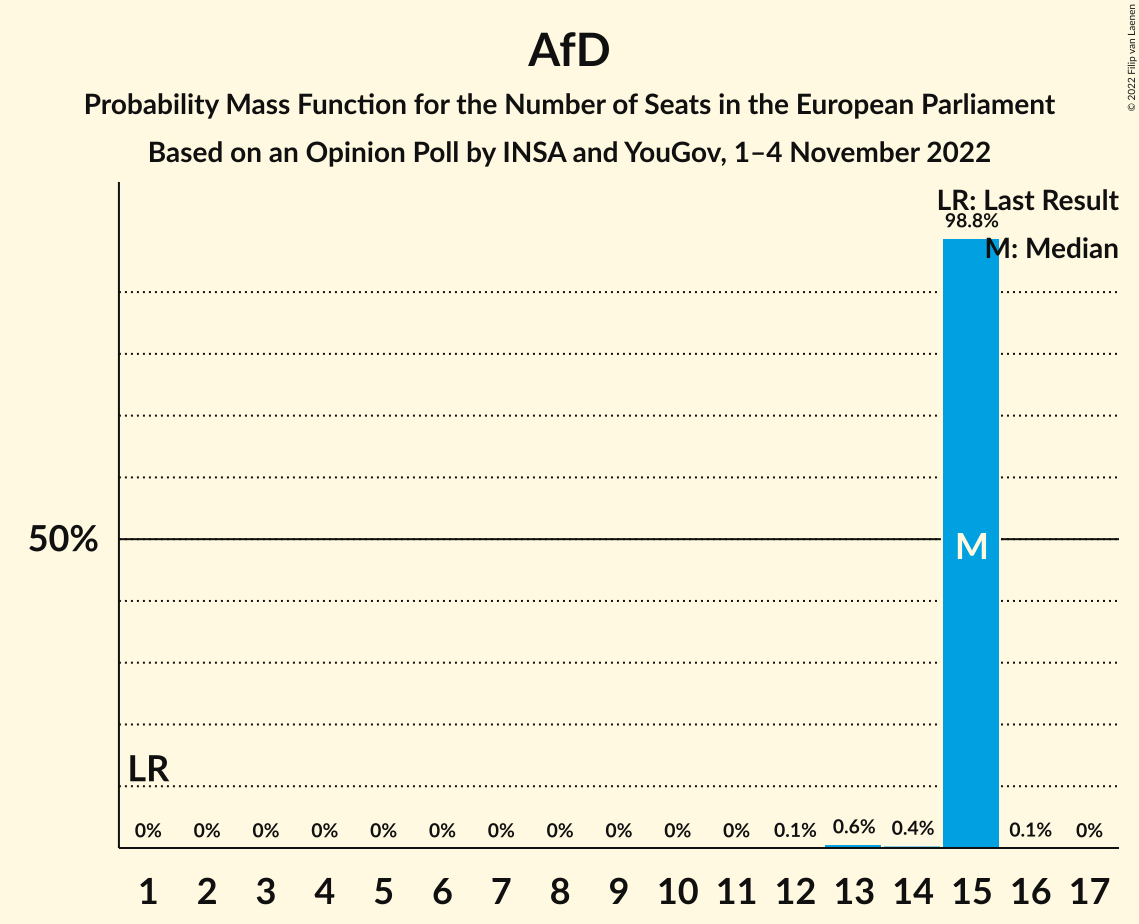 AfD
Probability Mass Function for the Number of Seats in the European Parliament
Based on an Opinion Poll by INSA and YouGov, 1–4 November 2022
© 2022 Filip van Laenen
LR: Last Result
98.8%
M: Median
50%
M
LR
0% 0% 0% 0% 0% 0% 0% 0% 0% 0% 0% 0.1% 0.6% 0.4% 0.1% 0%
1 2 3 4 5 6 7 8 9 10 11 12 13 14 15 16 17